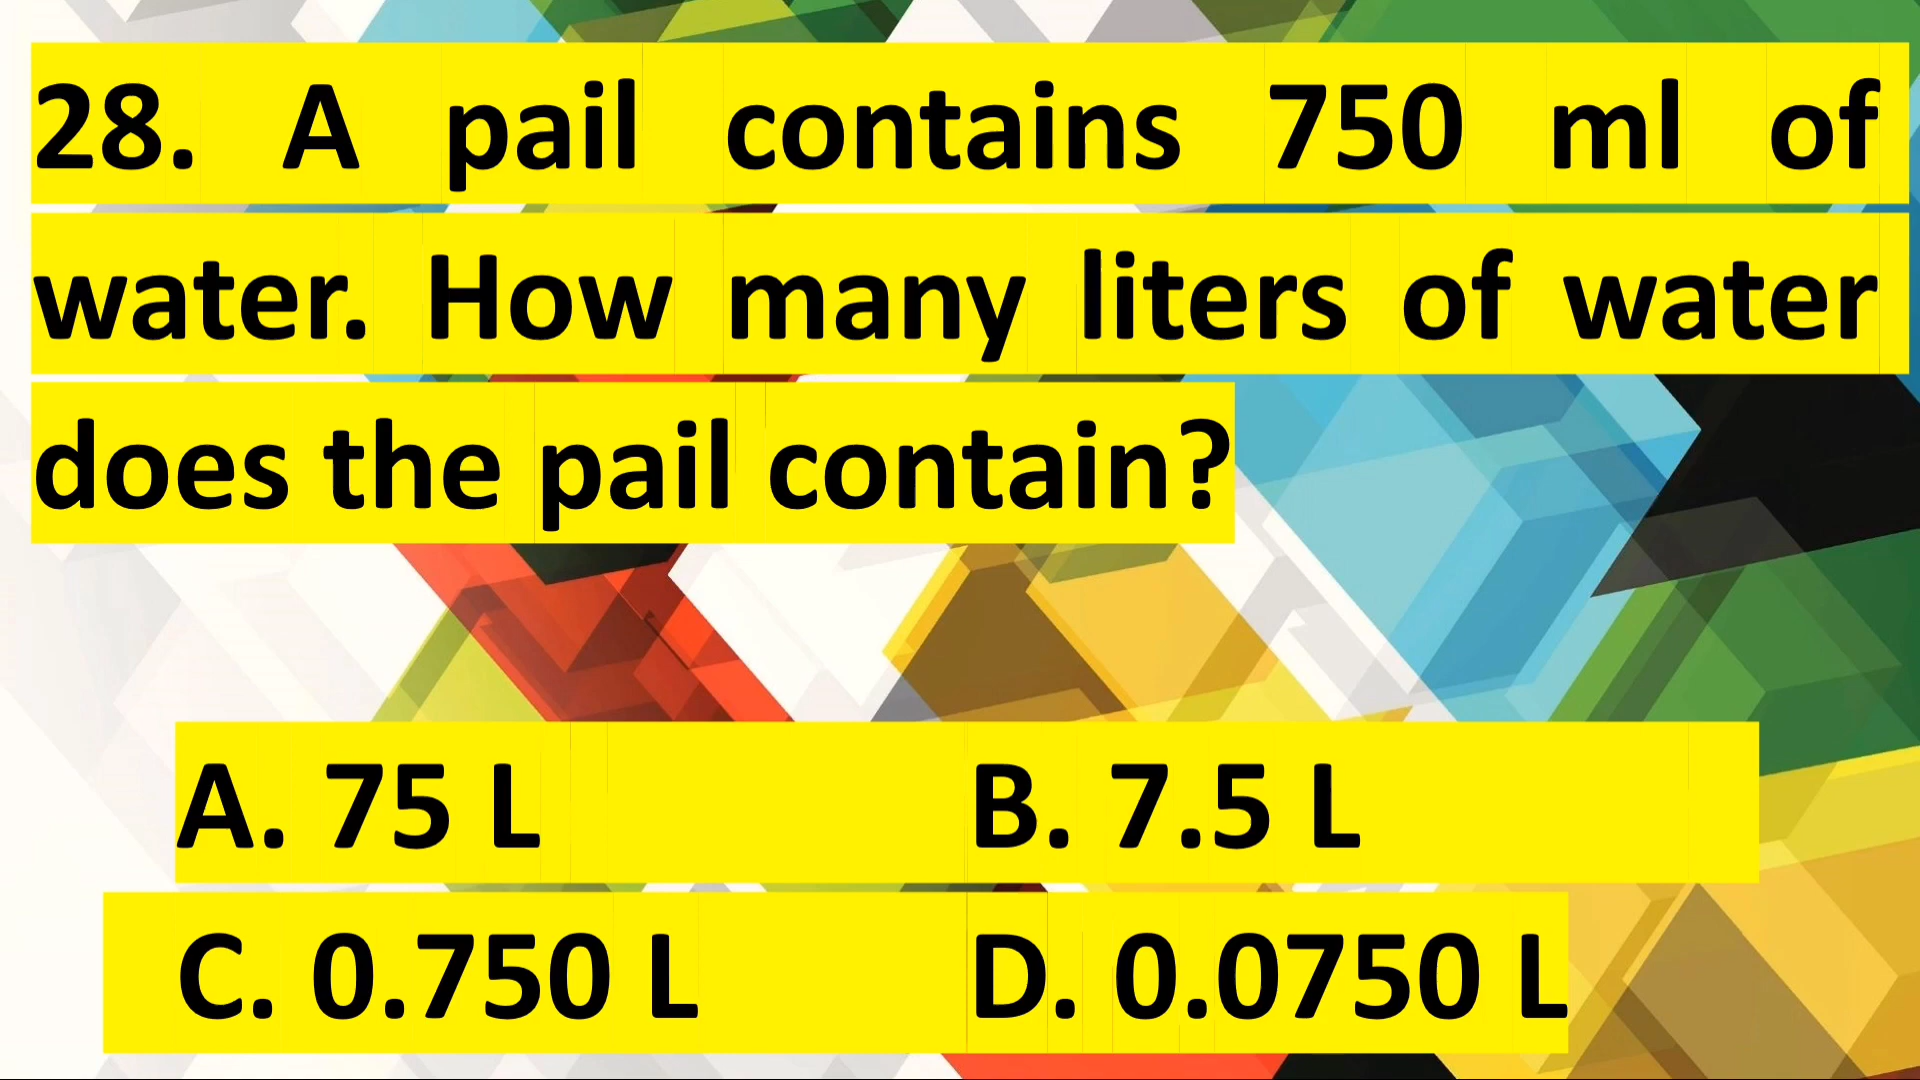 28. A pail contains 750 ml of
water. How many liters of water
does the pail contain?
A. 75 L B. 7.5 L
C. 0.750 L D. 0.0750 L